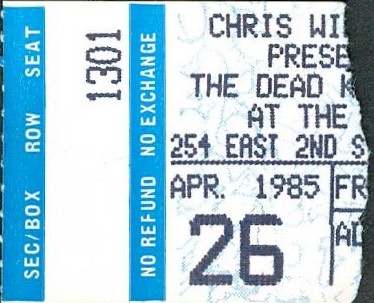 SEC/BOX ROW SEAT
1301
NO REFUND NO EXCHANGE
CHRIS WI
PRESE
THE DEAD K
AT THE
254 EAST 2ND S
APR. 1985 FR
26 AD